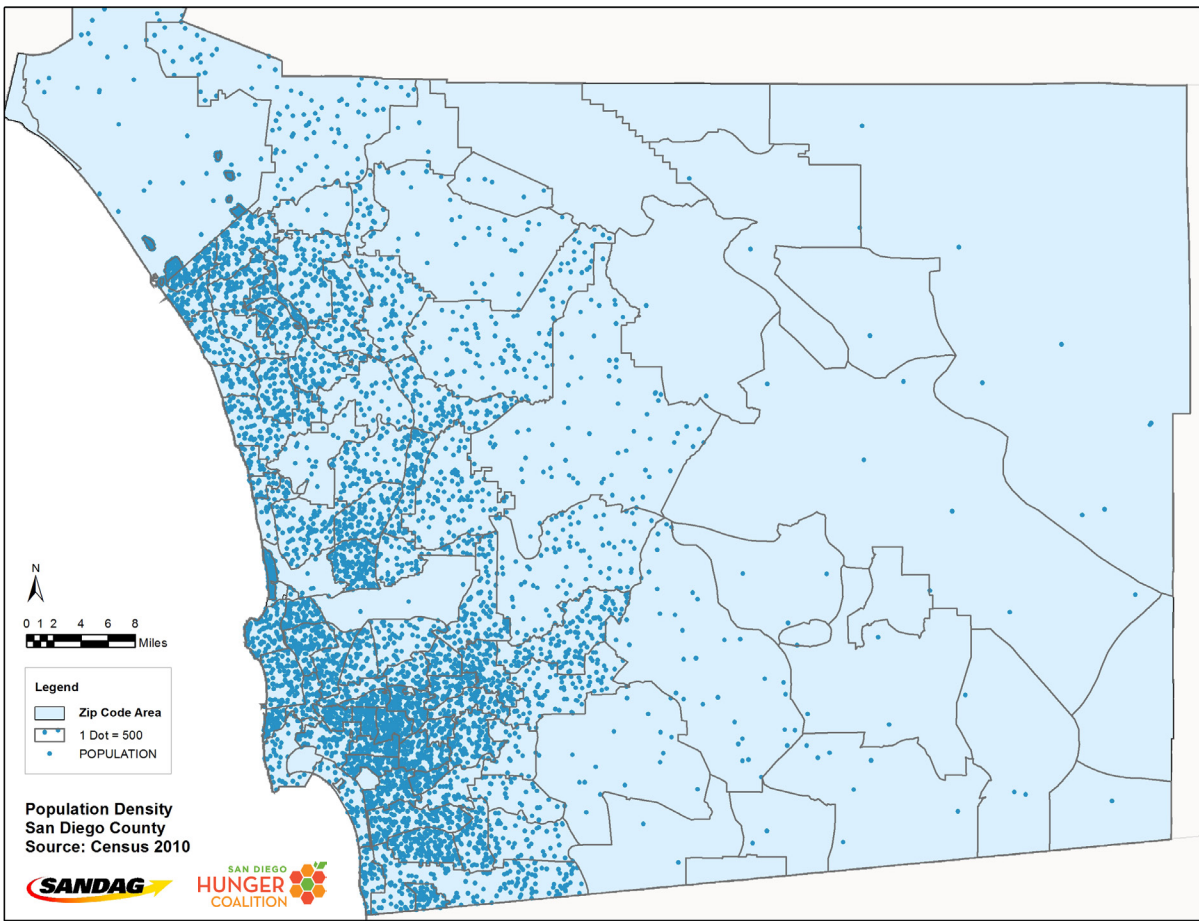 N
0 1 2 4 6 8
Miles
Legend
Zip Code Area
1 Dot = 500
POPULATION
Population Density
San Diego County
Source: Census 2010
SANDAG
SAN DIEGO
HUNGER
COALITION